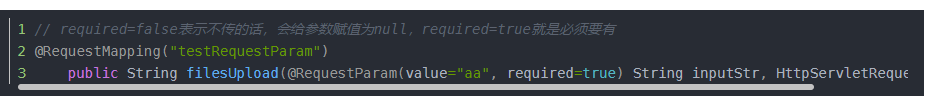 1 // required=false表示不传的话，会给参数赋值为null，required=true就是必须要有
2 @RequestMapping("testRequestParam")
3 public String filesUpload(@RequestParam(value="aa", required=true) String inputStr, HttpServletReque